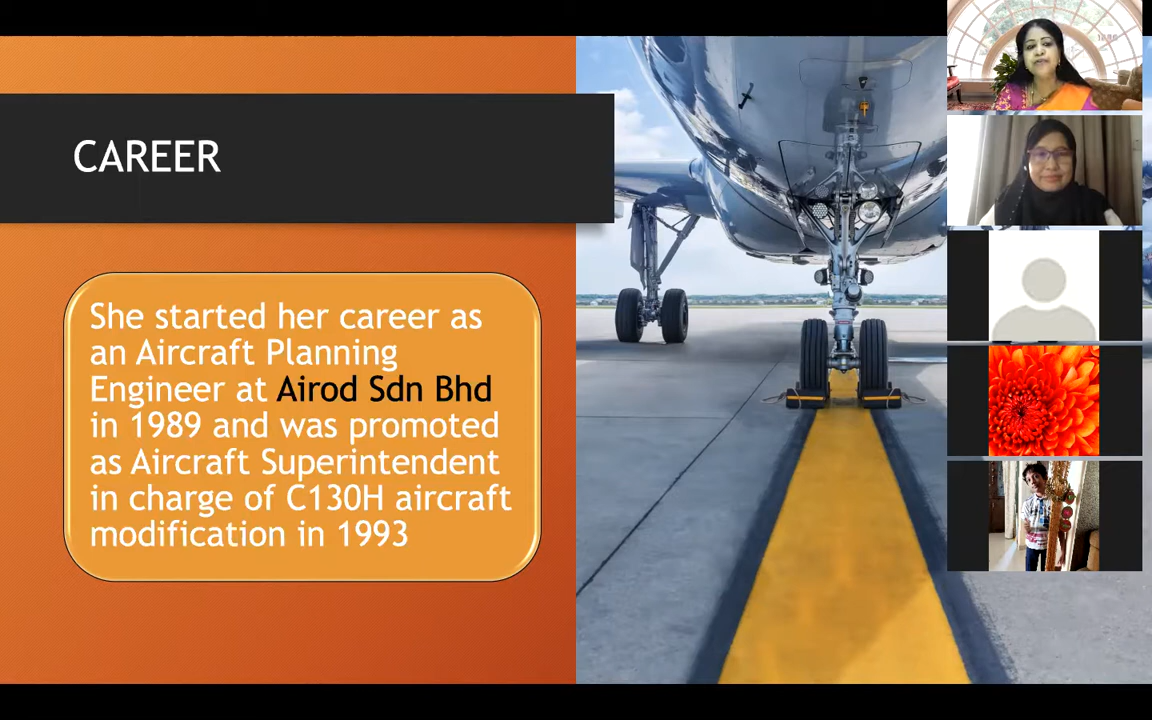 CAREER
She started her career as
an Aircraft Planning
Engineer at Airod Sdn Bhd
in 1989 and was promoted
as Aircraft Superintendent
in charge of C130H aircraft
modification in 1993